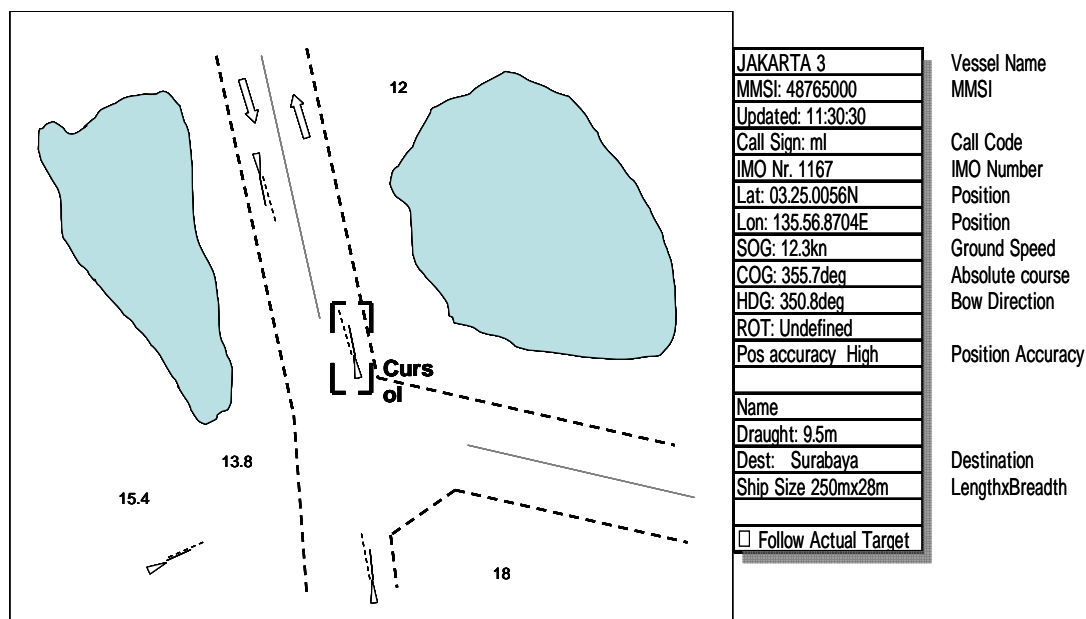 12
Curs
ol
13.8
15.4
18
JAKARTA 3 Vessel Name
MMSI: 48765000 MMSI
Updated: 11:30:30
Call Sign: ml Call Code
IMO Nr. 1167 IMO Number
Lat: 03.25.0056N Position
Lon: 135.56.8704E Position
SOG: 12.3kn Ground Speed
COG: 355.7deg Absolute course
HDG: 350.8deg Bow Direction
ROT: Undefined
Pos accuracy High Position Accuracy
Name
Draught: 9.5m
Dest: Surabaya Destination
Ship Size 250mx28m LengthxBreadth
Follow Actual Target